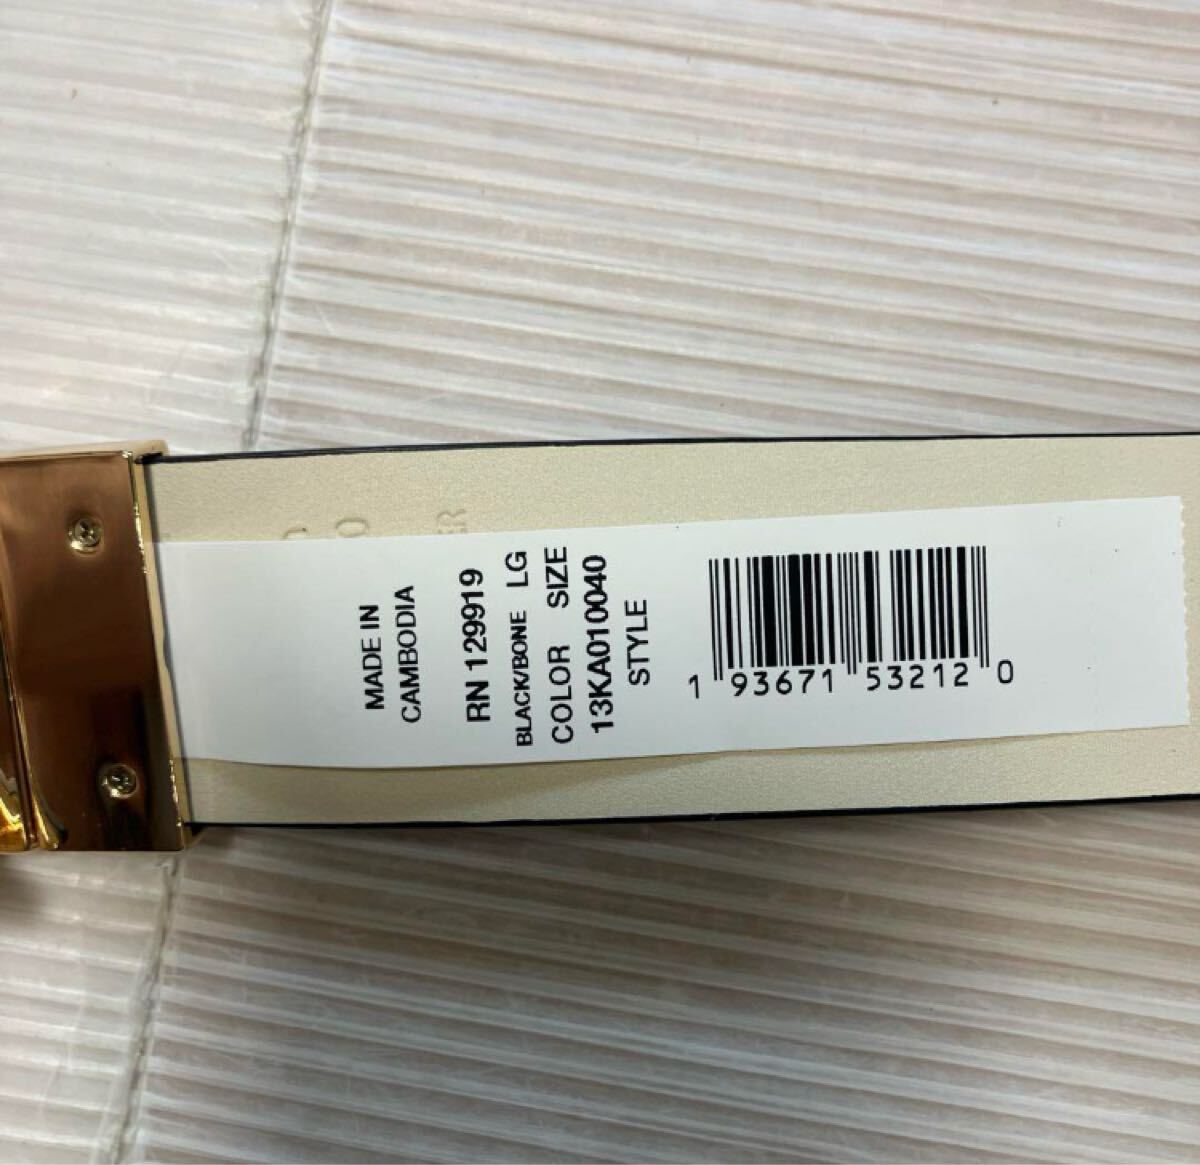 MADE IN
CAMBODIA
RN 129919
BLACK/BONE LG
COLOR SIZE
13KA010040
STYLE
1 93671 53212 0